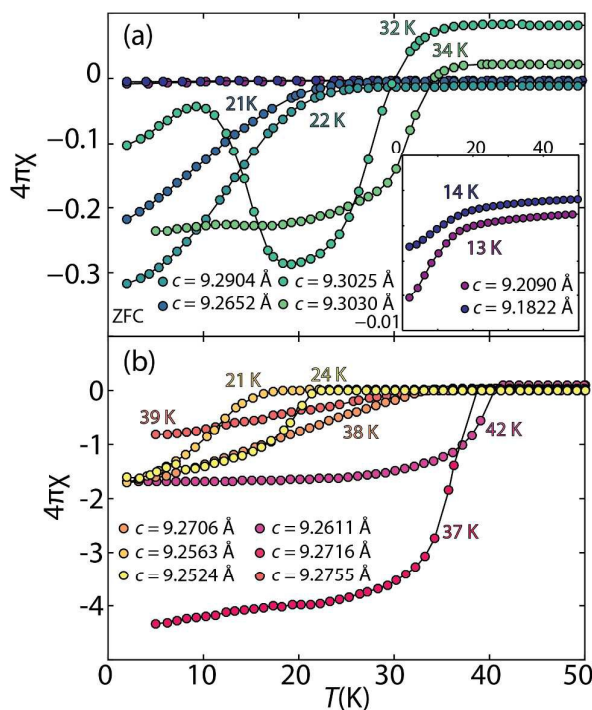 (a)
32 K
34 K
0
21K
22 K
20 40
−0.1
4πχ
−0.2
14 K
13 K
−0.3
c = 9.2904 Å
c = 9.3025 Å
c = 9.2090 Å
ZFC
c = 9.2652 Å
c = 9.3030 Å
c = 9.1822 Å
−0.01
(b)
0
21 K
24 K
39 K
38 K
42 K
−1
4πχ
−2
c = 9.2706 Å
c = 9.2611 Å
37 K
−3
c = 9.2563 Å
c = 9.2716 Å
c = 9.2524 Å
c = 9.2755 Å
−4
0 10 20 30 40 50
T(K)